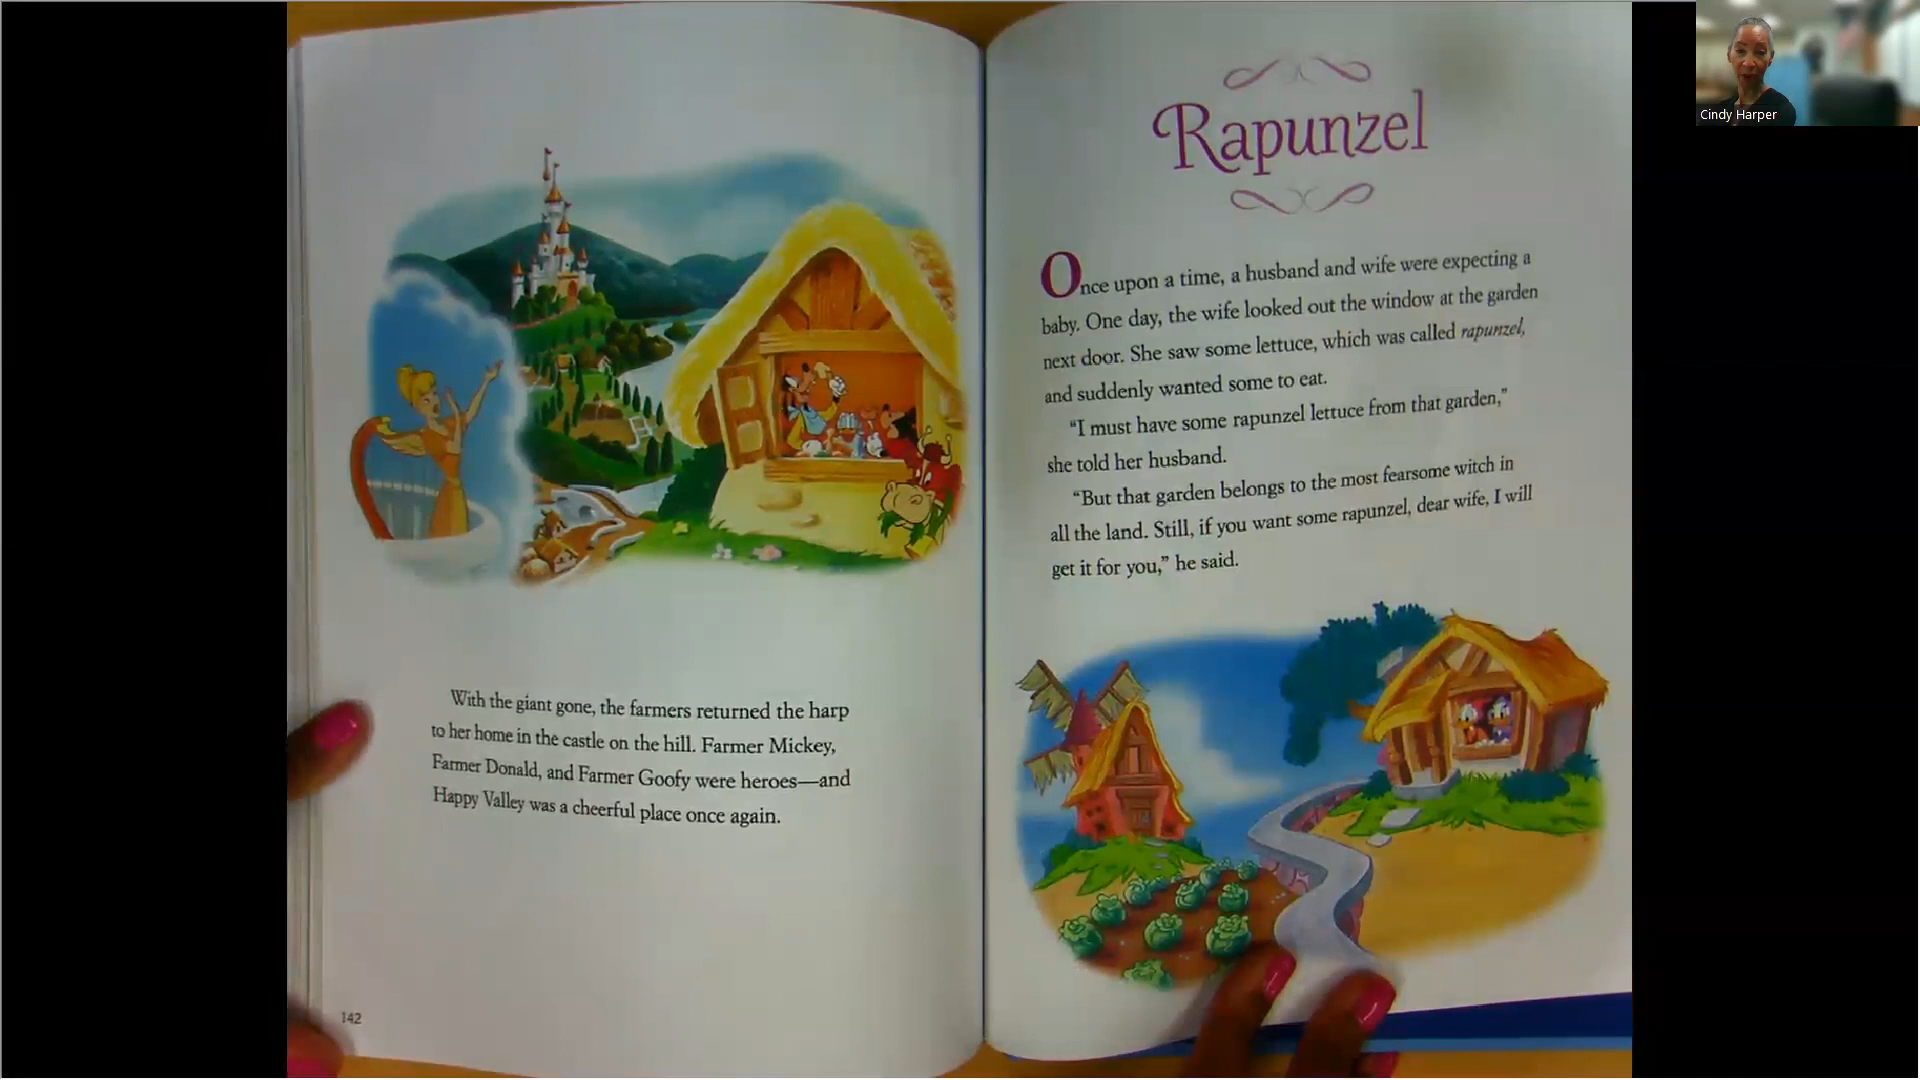 With the giant gone, the farmers returned the harp
to her home in the castle on the hill. Farmer Mickey,
Farmer Donald, and Farmer Goofy were heroes—and
Happy Valley was a cheerful place once again.
142
Rapunzel
Once upon a time, a husband and wife were expecting a
baby. One day, the wife looked out the window at the garden
next door. She saw some lettuce, which was called rapunzel,
and suddenly wanted some to eat.
“I must have some rapunzel lettuce from that garden,”
she told her husband.
“But that garden belongs to the most fearsome witch in
all the land. Still, if you want some rapunzel, dear wife, I will
get it for you,” he said.
Cindy Harper